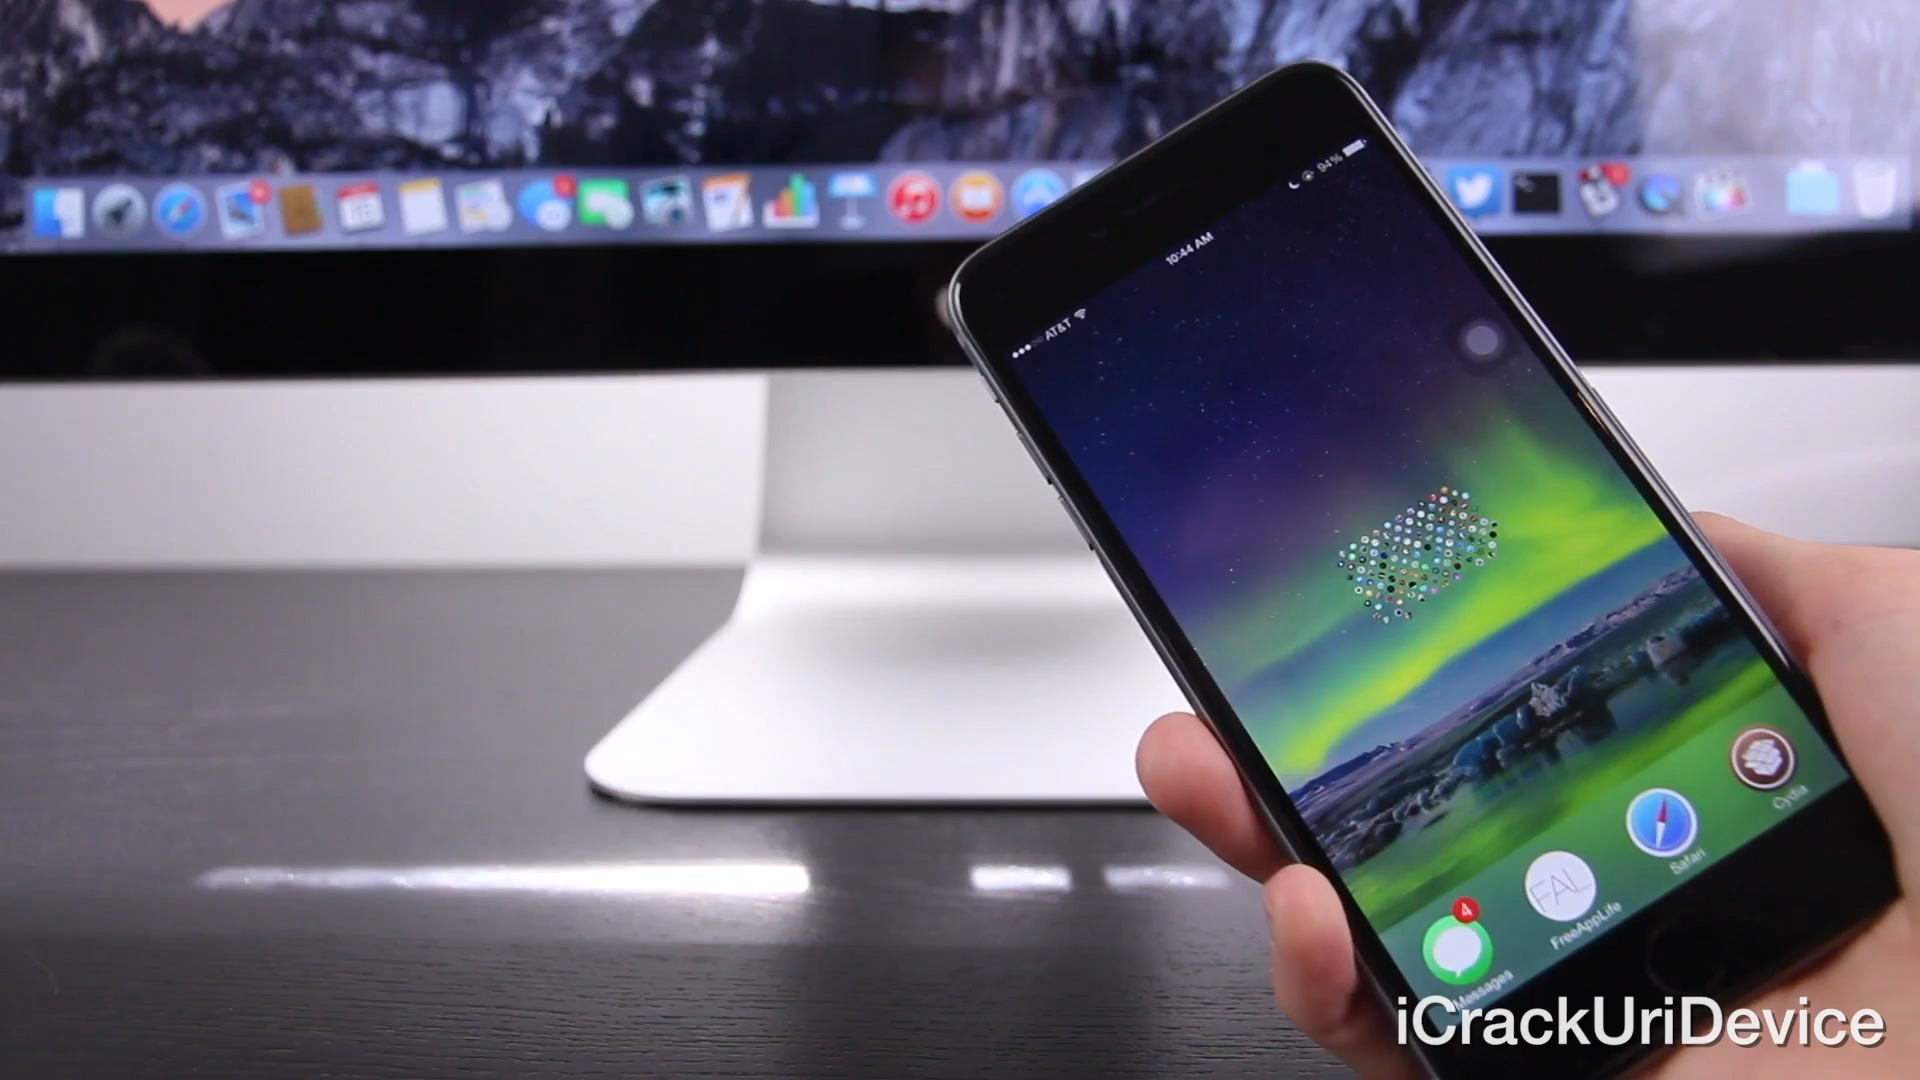 94%
10:44 AM
AT&T
Cydia
Safari
FAL
FreeAppLife
4
Messages
iCrackUriDevice